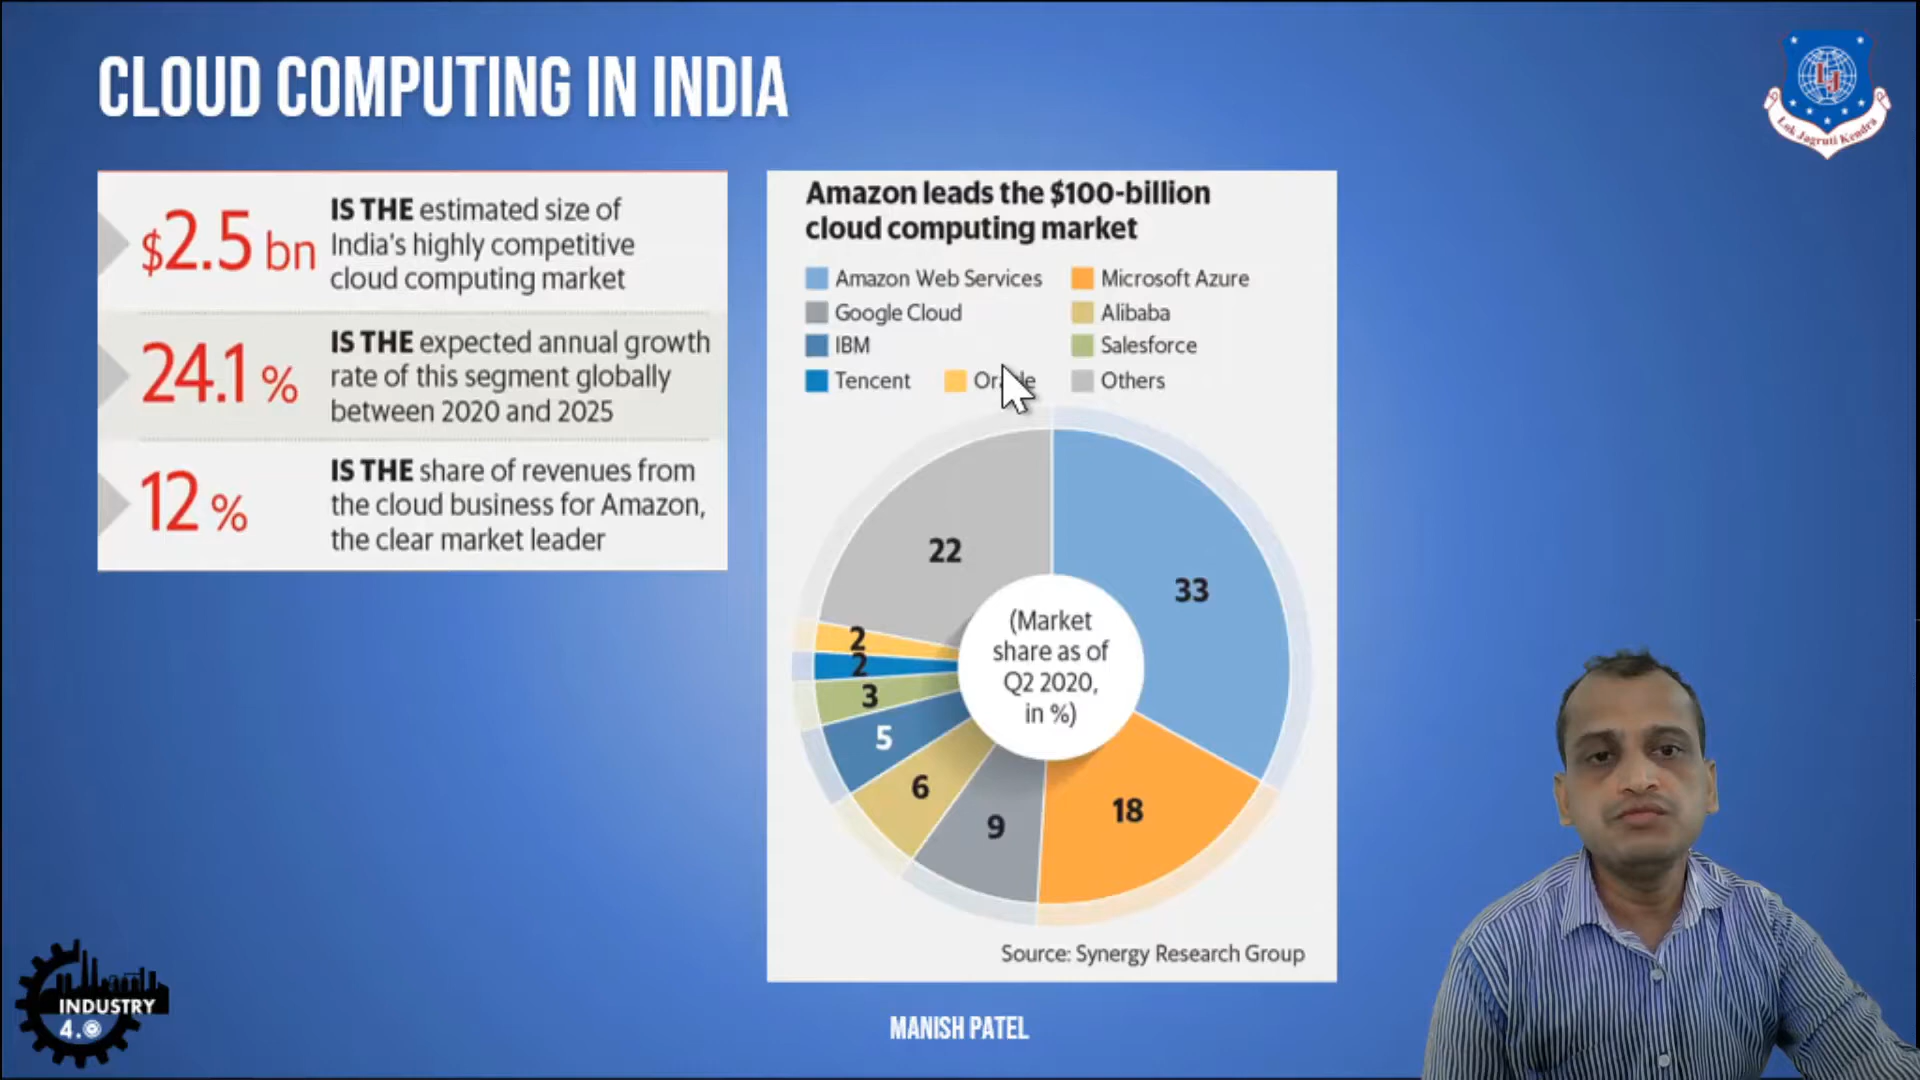 CLOUD COMPUTING IN INDIA
LJ
Lok Jagruti Kendra
$2.5 bn
IS THE estimated size of
India's highly competitive
cloud computing market
24.1 %
IS THE expected annual growth
rate of this segment globally
between 2020 and 2025
12 %
IS THE share of revenues from
the cloud business for Amazon,
the clear market leader
Amazon leads the $100-billion
cloud computing market
Amazon Web Services
Microsoft Azure
Google Cloud
Alibaba
IBM
Salesforce
Tencent
Others
22
33
2
2
3
5
6
9
18
(Market
share as of
Q2 2020,
in %)
Source: Synergy Research Group
INDUSTRY
4.0
MANISH PATEL